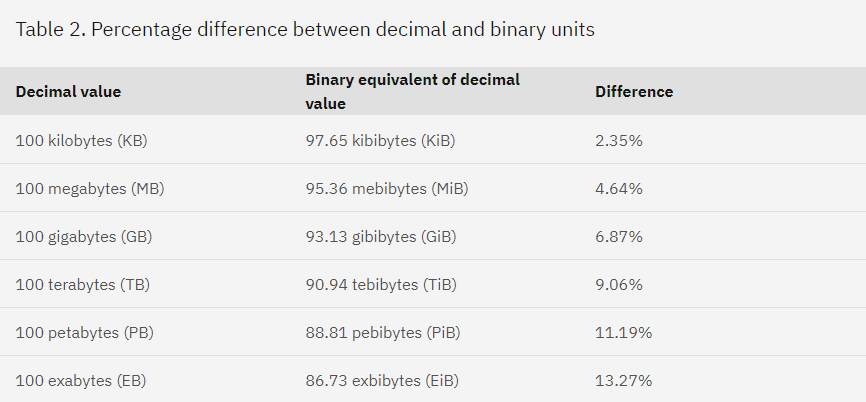 Table 2. Percentage difference between decimal and binary units
Decimal value Binary equivalent of decimal value Difference
100 kilobytes (KB) 97.65 kibibytes (KiB) 2.35%
100 megabytes (MB) 95.36 mebibytes (MiB) 4.64%
100 gigabytes (GB) 93.13 gibibytes (GiB) 6.87%
100 terabytes (TB) 90.94 tebibytes (TiB) 9.06%
100 petabytes (PB) 88.81 pebibytes (PiB) 11.19%
100 exabytes (EB) 86.73 exbibytes (EiB) 13.27%